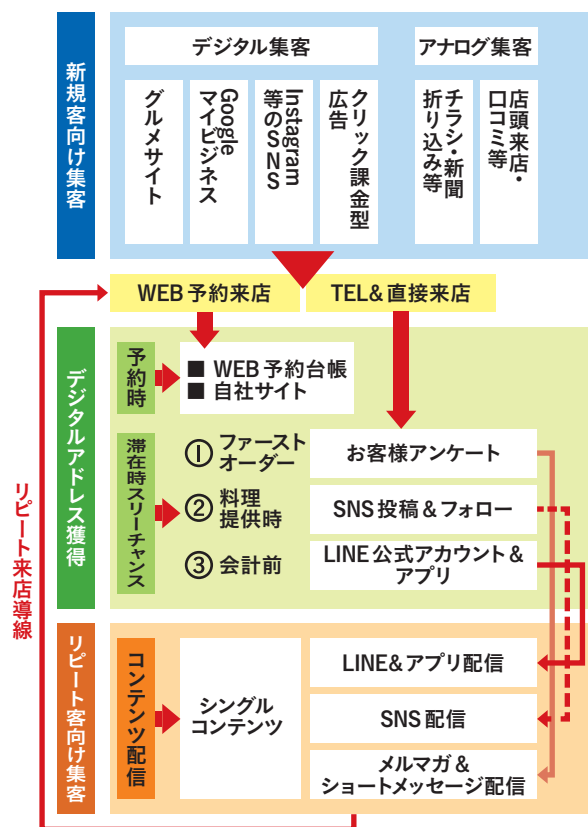 新規客向け集客
デジタル集客
アナログ集客
グルメサイト
Google
マイビジネス
Instagram
等のSNS
クリック課金型
広告
チラシ・新聞
折り込み等
店頭来店・
口コミ等
WEB予約来店
TEL&直接来店
デジタルアドレス獲得
予約時
■ WEB予約台帳
■ 自社サイト
滞在時スリーチャンス
① ファースト
オーダー
② 料理
提供時
③ 会計前
お客様アンケート
SNS投稿&フォロー
LINE公式アカウント&
アプリ
リピート来店導線
リピート客向け集客
コンテンツ配信
シングル
コンテンツ
LINE&アプリ配信
SNS配信
メルマガ&
ショートメッセージ配信